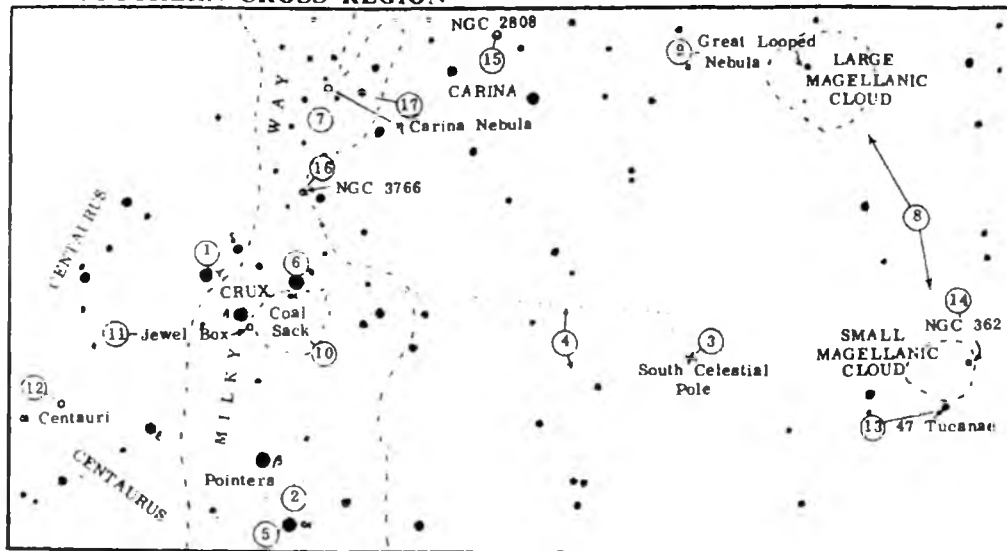 CROSS REGION
NGC 2808
15
CARINA
9
Great Looped
Nebula
LARGE
MAGELLANIC
CLOUD
WAY
17
7
η Carina Nebula
16
NGC 3766
CENTAURUS
8
1
δ
6
CRUX
α
Coal
Sack
11
Jewel Box
10
4
3
South Celestial
Pole
14
NGC 362
SMALL
MAGELLANIC
CLOUD
12
Centauri
MILKY
13
47 Tucanae
ε
CENTAURUS
β
Pointers
2
5
α